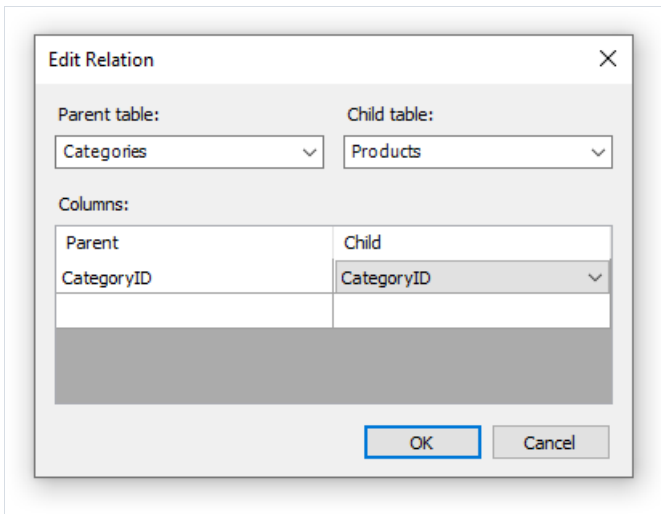 Edit Relation
Parent table: Child table:
Categories Products
Columns:
Parent Child
CategoryID CategoryID
OK Cancel